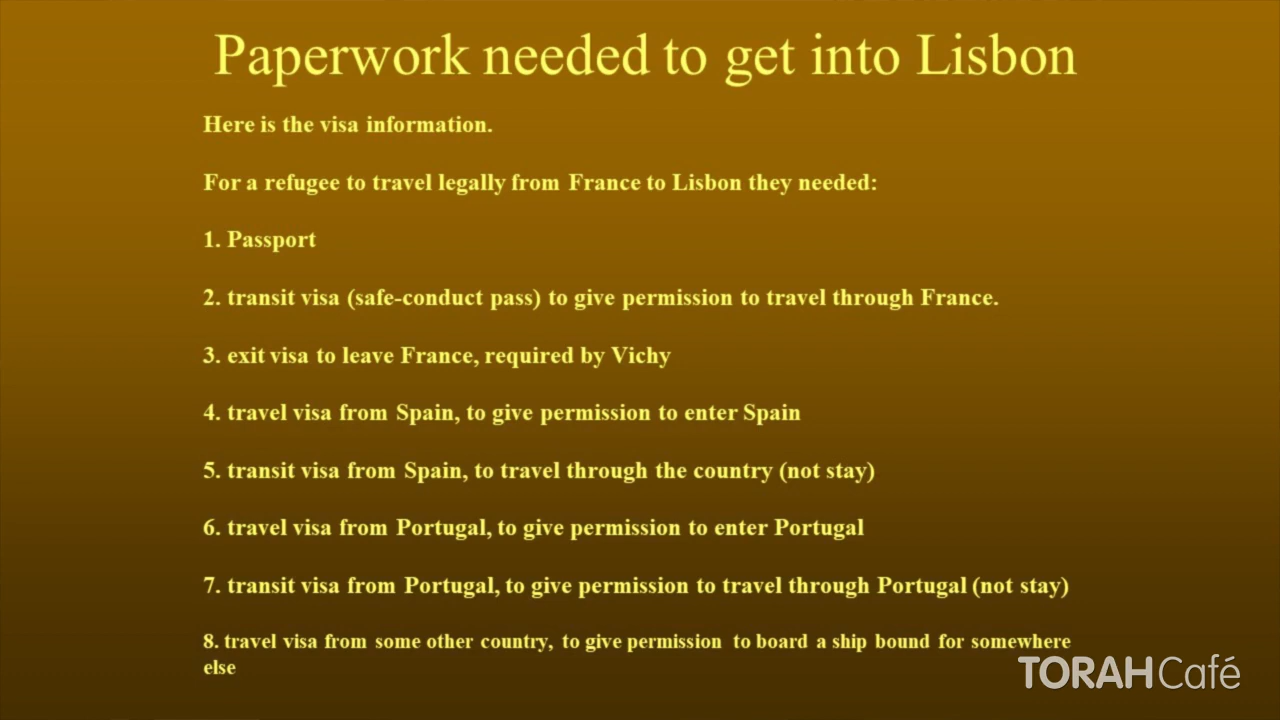 Paperwork needed to get into Lisbon
Here is the visa information.
For a refugee to travel legally from France to Lisbon they needed:
1. Passport
2. transit visa (safe-conduct pass) to give permission to travel through France.
3. exit visa to leave France, required by Vichy
4. travel visa from Spain, to give permission to enter Spain
5. transit visa from Spain, to travel through the country (not stay)
6. travel visa from Portugal, to give permission to enter Portugal
7. transit visa from Portugal, to give permission to travel through Portugal (not stay)
8. travel visa from some other country, to give permission to board a ship bound for somewhere
else
TORAHCafé